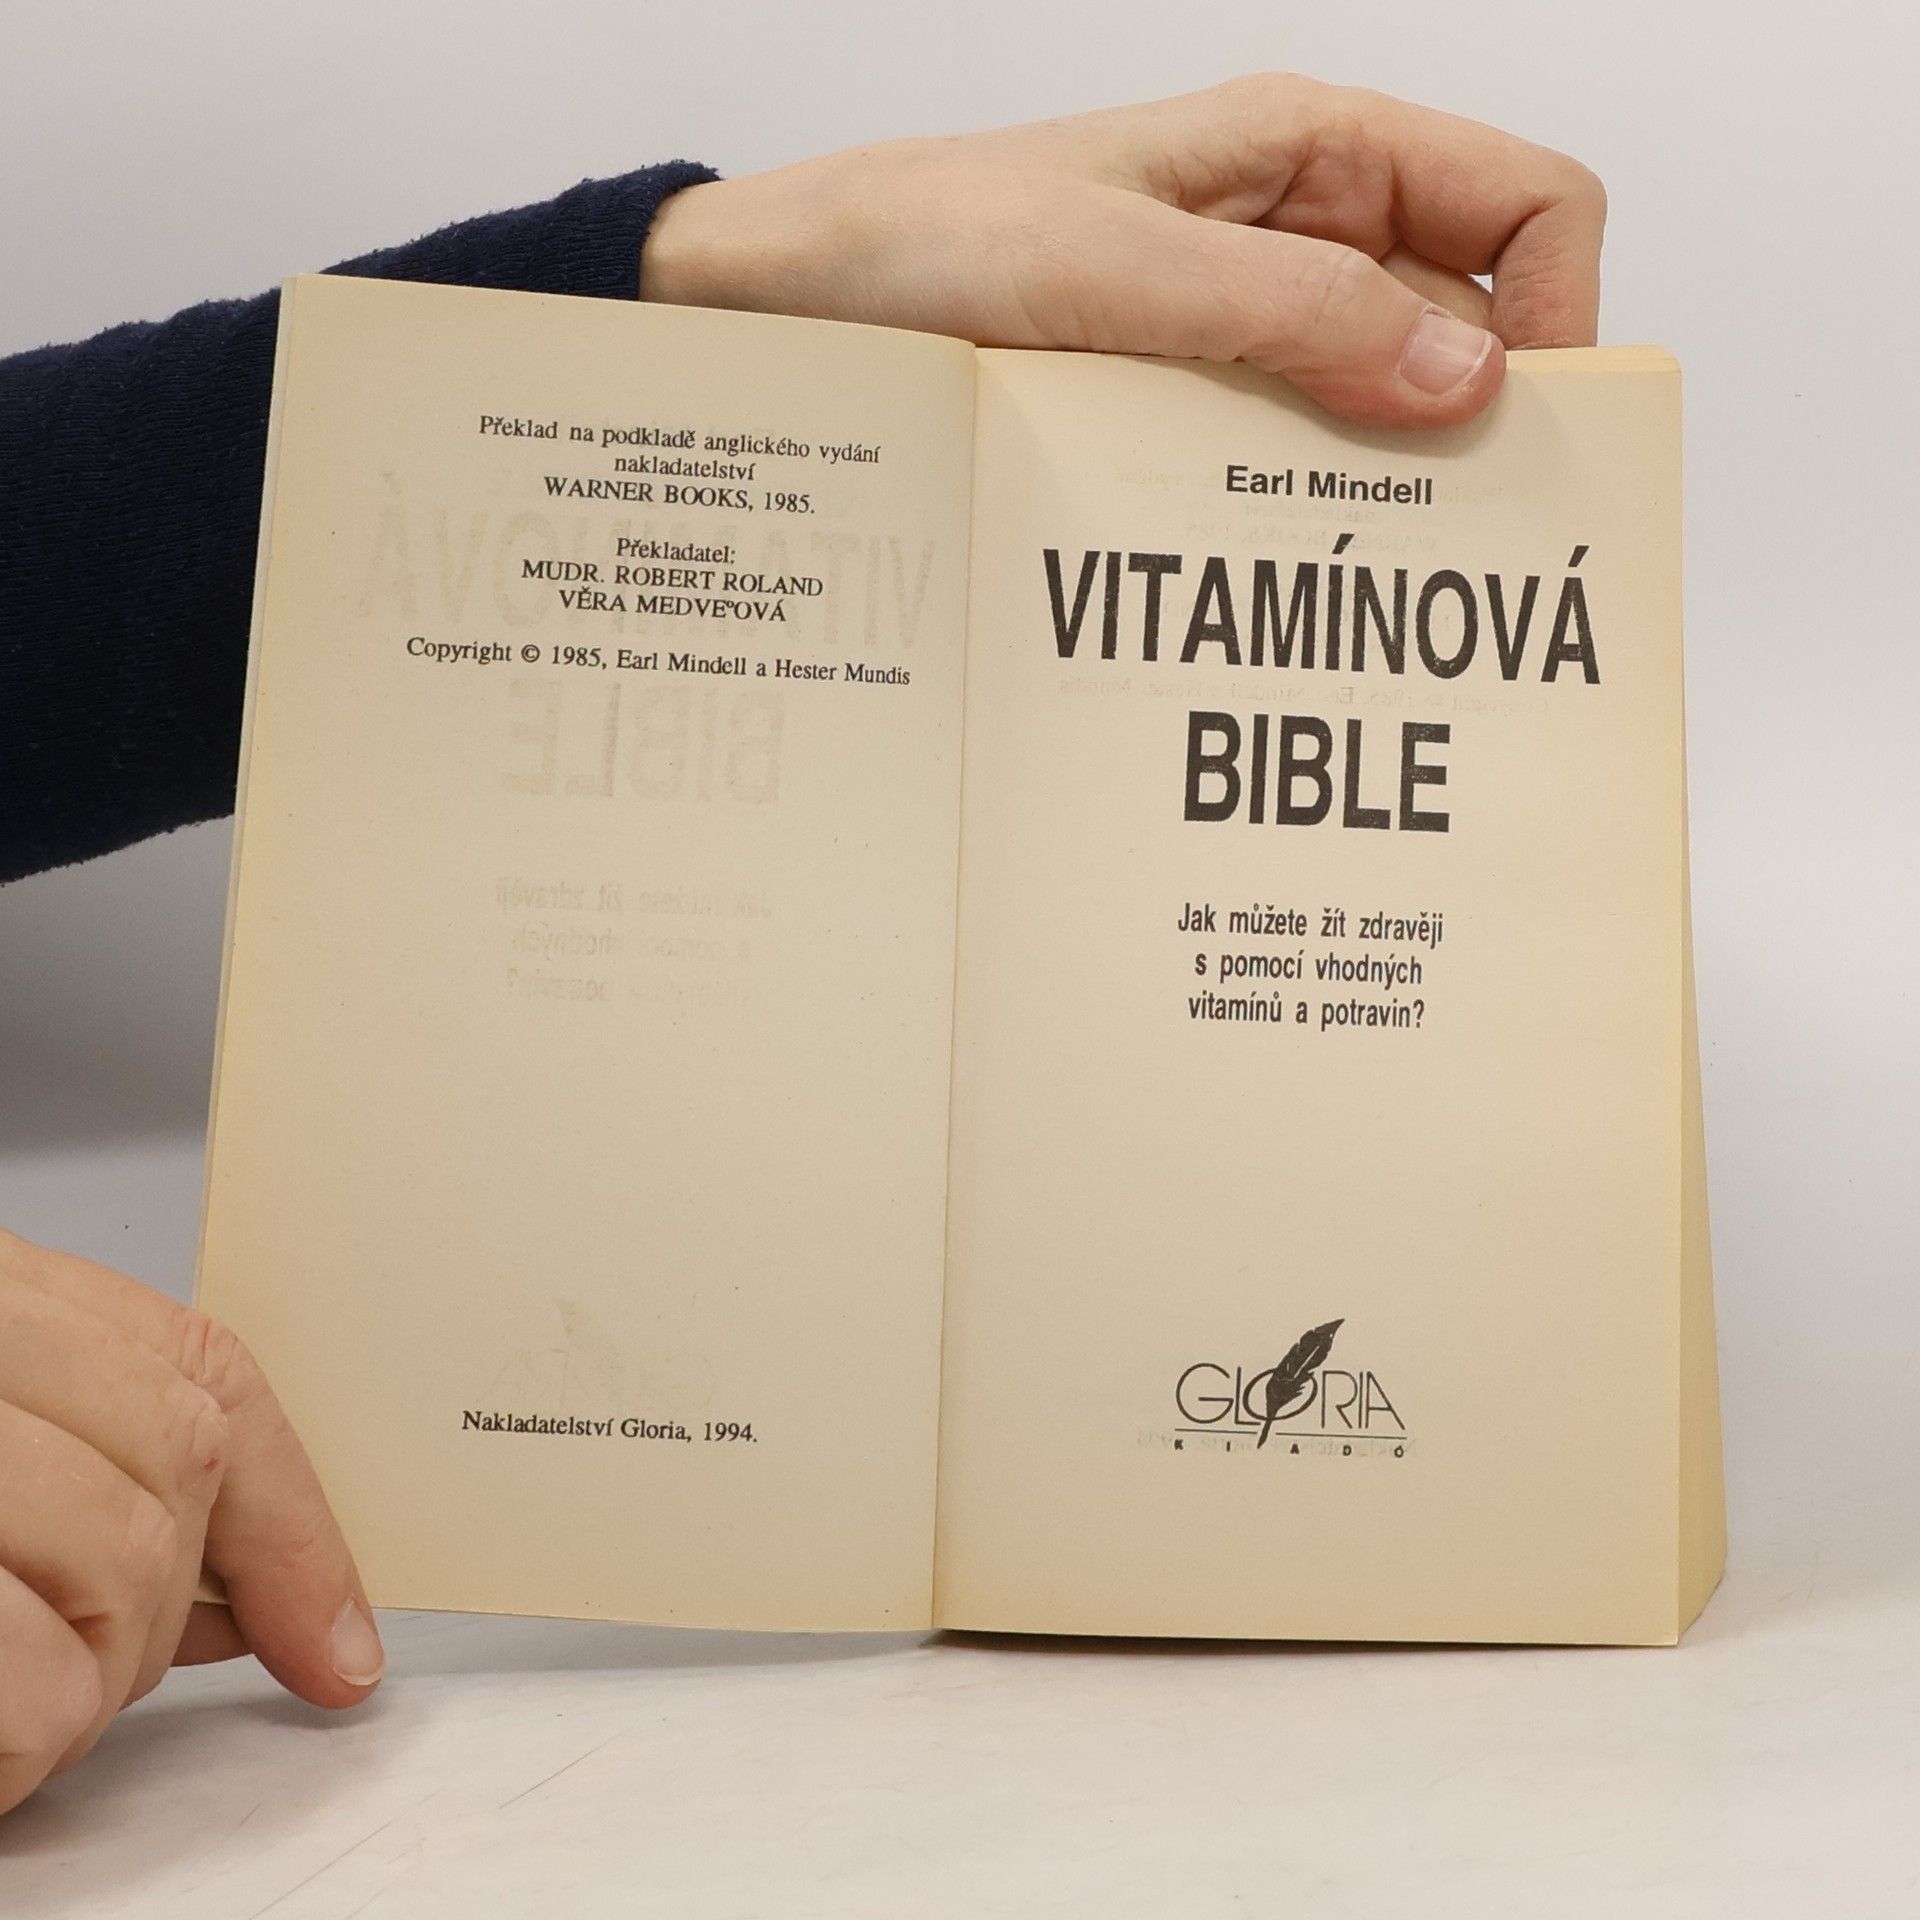 Překlad na podkladě anglického vydání
nakladatelství
WARNER BOOKS, 1985.
Překladatel:
MUDR. ROBERT ROLAND
VĚRA MEDVEºOVÁ
Copyright © 1985, Earl Mindell a Hester Mundis
Nakladatelství Gloria, 1994.
Earl Mindell
VITAMÍNOVÁ
BIBLE
Jak můžete žít zdravěji
s pomocí vhodných
vitamínů a potravin?
GLORIA
KIADÓ